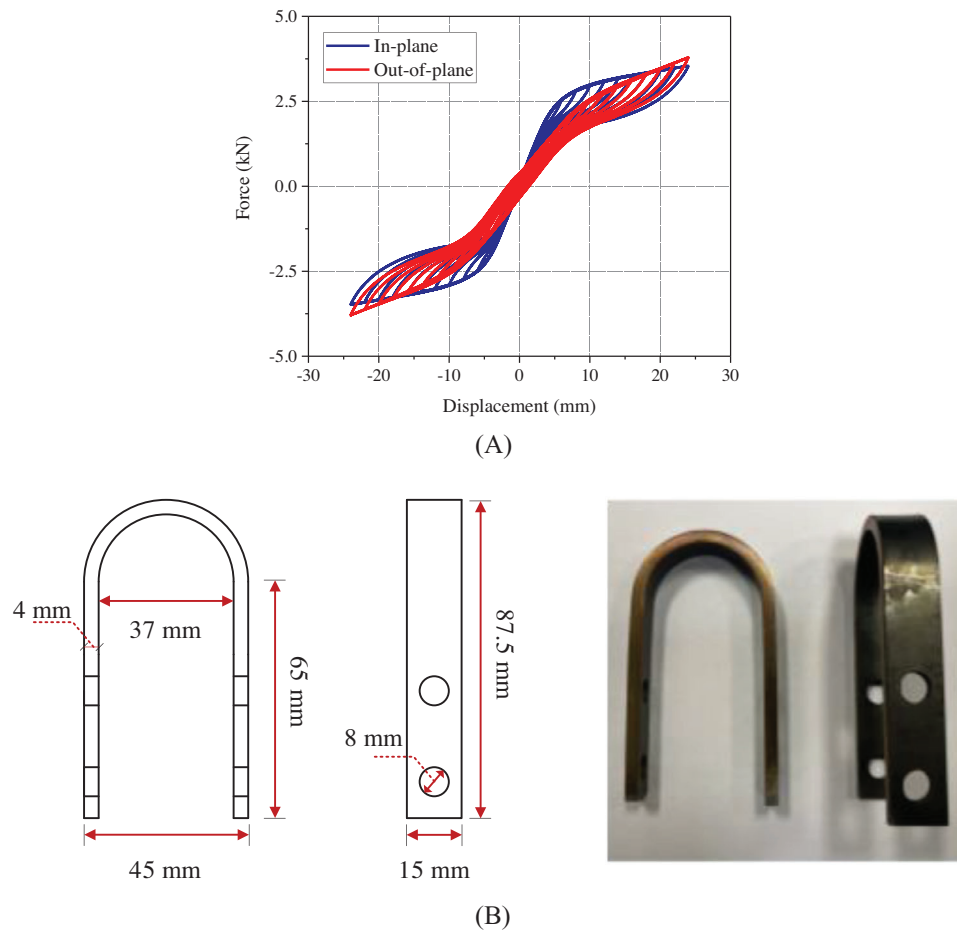 5.0
In-plane
Out-of-plane
2.5
Force (kN)
0.0
-2.5
-5.0
-30
-20
-10
0
10
20
30
Displacement (mm)
(A)
4 mm
37 mm
65 mm
45 mm
8 mm
87.5 mm
15 mm
(B)